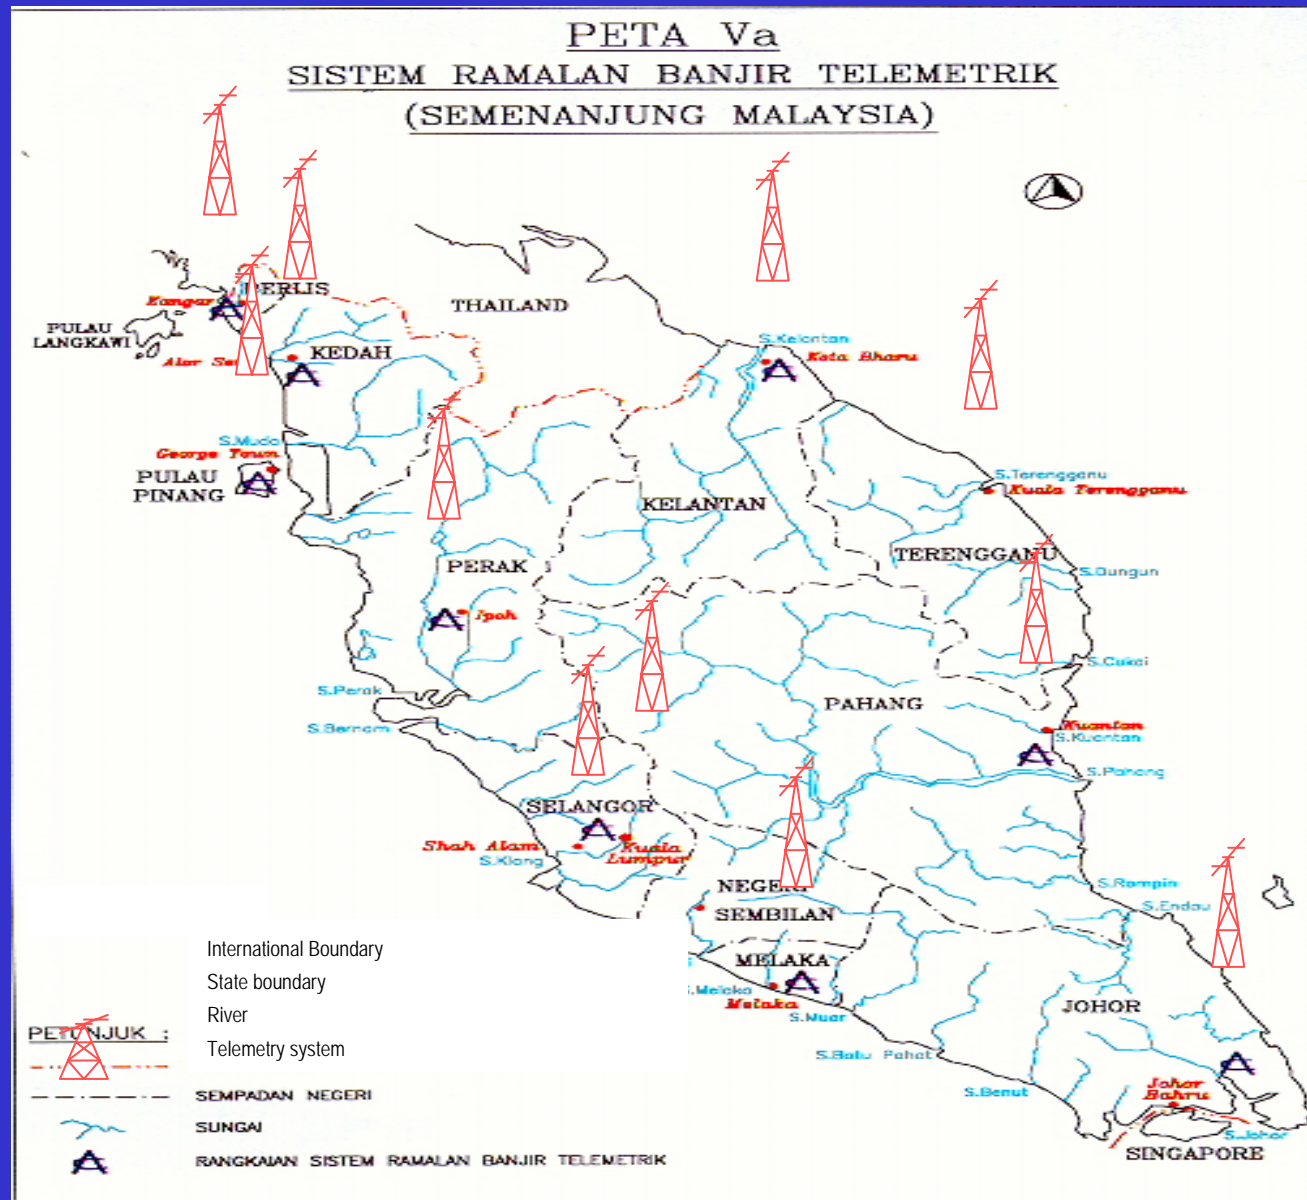 PETA Va
SISTEM RAMALAN BANJIR TELEMETRIK
(SEMENANJUNG MALAYSIA)
THAILAND
Kangar
PULAU
LANGKAWI
KEDAH
Alor
S.Kelantan
Kota Bharu
S.Muda
George Town
PULAU
PINANG
KELANTAN
S.Terengganu
Kuala Terengganu
TERENGGANU
S.Dungun
PERAK
Ipoh
S.Cukai
S.Perak
S.Bernam
PAHANG
Kuantan
S.Kuantan
S.Pahang
SELANGOR
Shah Alam
S.Klang
Kuala
Lumpur
NEGERI
SEMBILAN
S.Rompin
S.Endau
MELAKA
S.Melaka
Melaka
S.Muar
JOHOR
S.Batu Pahat
S.Benut
Johor
Bahru
S.Johor
SINGAPORE
International Boundary
State boundary
River
Telemetry system
PETUNJUK :
SEMPADAN NEGERI
SUNGAI
RANGKAIAN SISTEM RAMALAN BANJIR TELEMETRIK